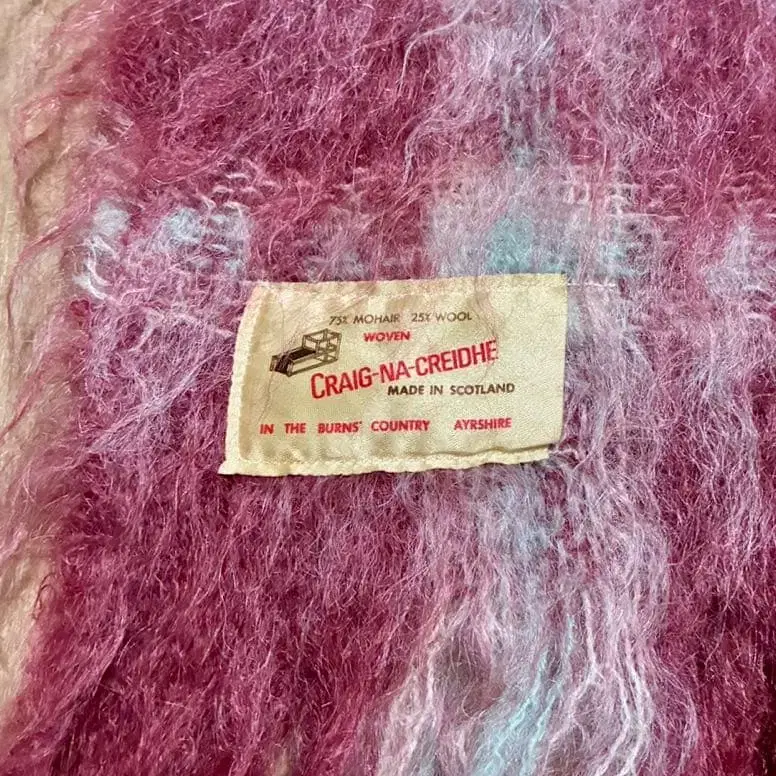 75% MOHAIR 25% WOOL
WOVEN
CRAIG-NA-CREIDHE
MADE IN SCOTLAND
IN THE BURNS' COUNTRY AYRSHIRE